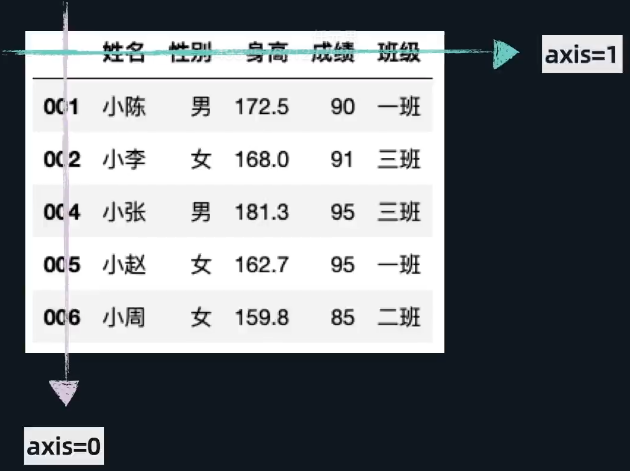 姓名 性别 身高 成绩 班级
axis=1
001 小陈 男 172.5 90 一班
002 小李 女 168.0 91 三班
004 小张 男 181.3 95 三班
005 小赵 女 162.7 95 一班
006 小周 女 159.8 85 二班
axis=0